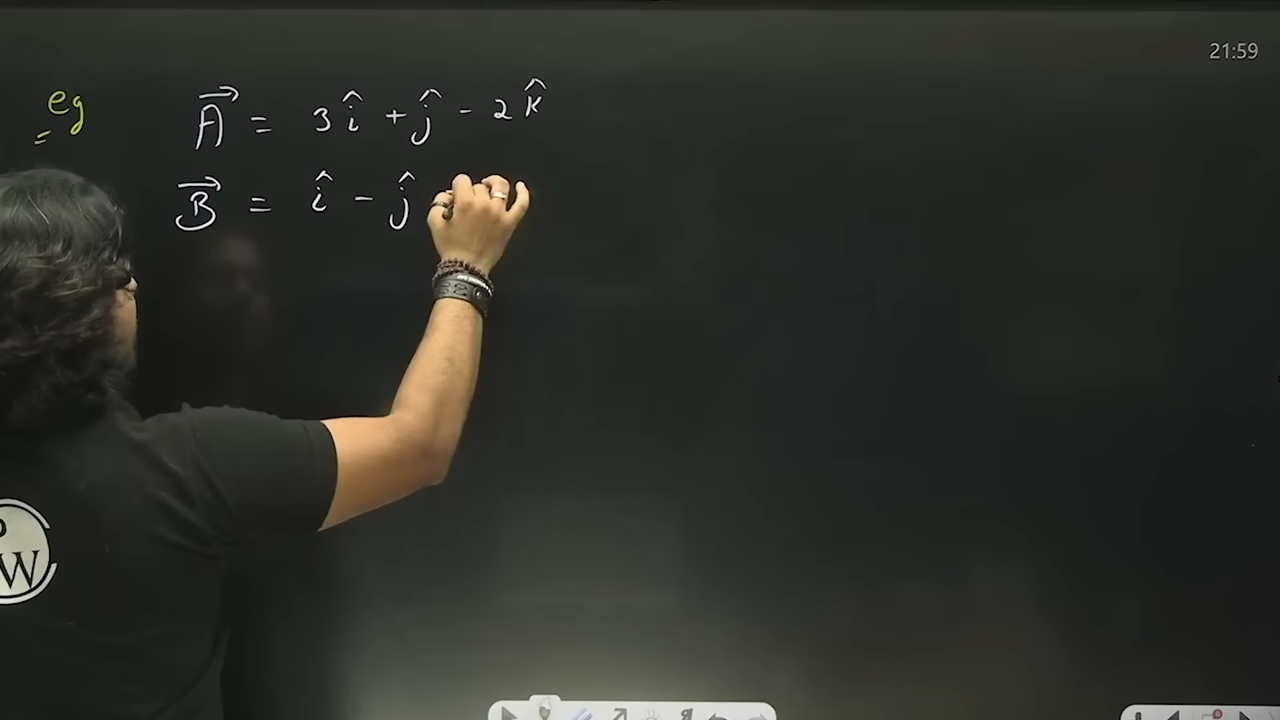 21:59
eg A⃗ = 3î + ĵ - 2k̂
B⃗ = î - ĵ
W